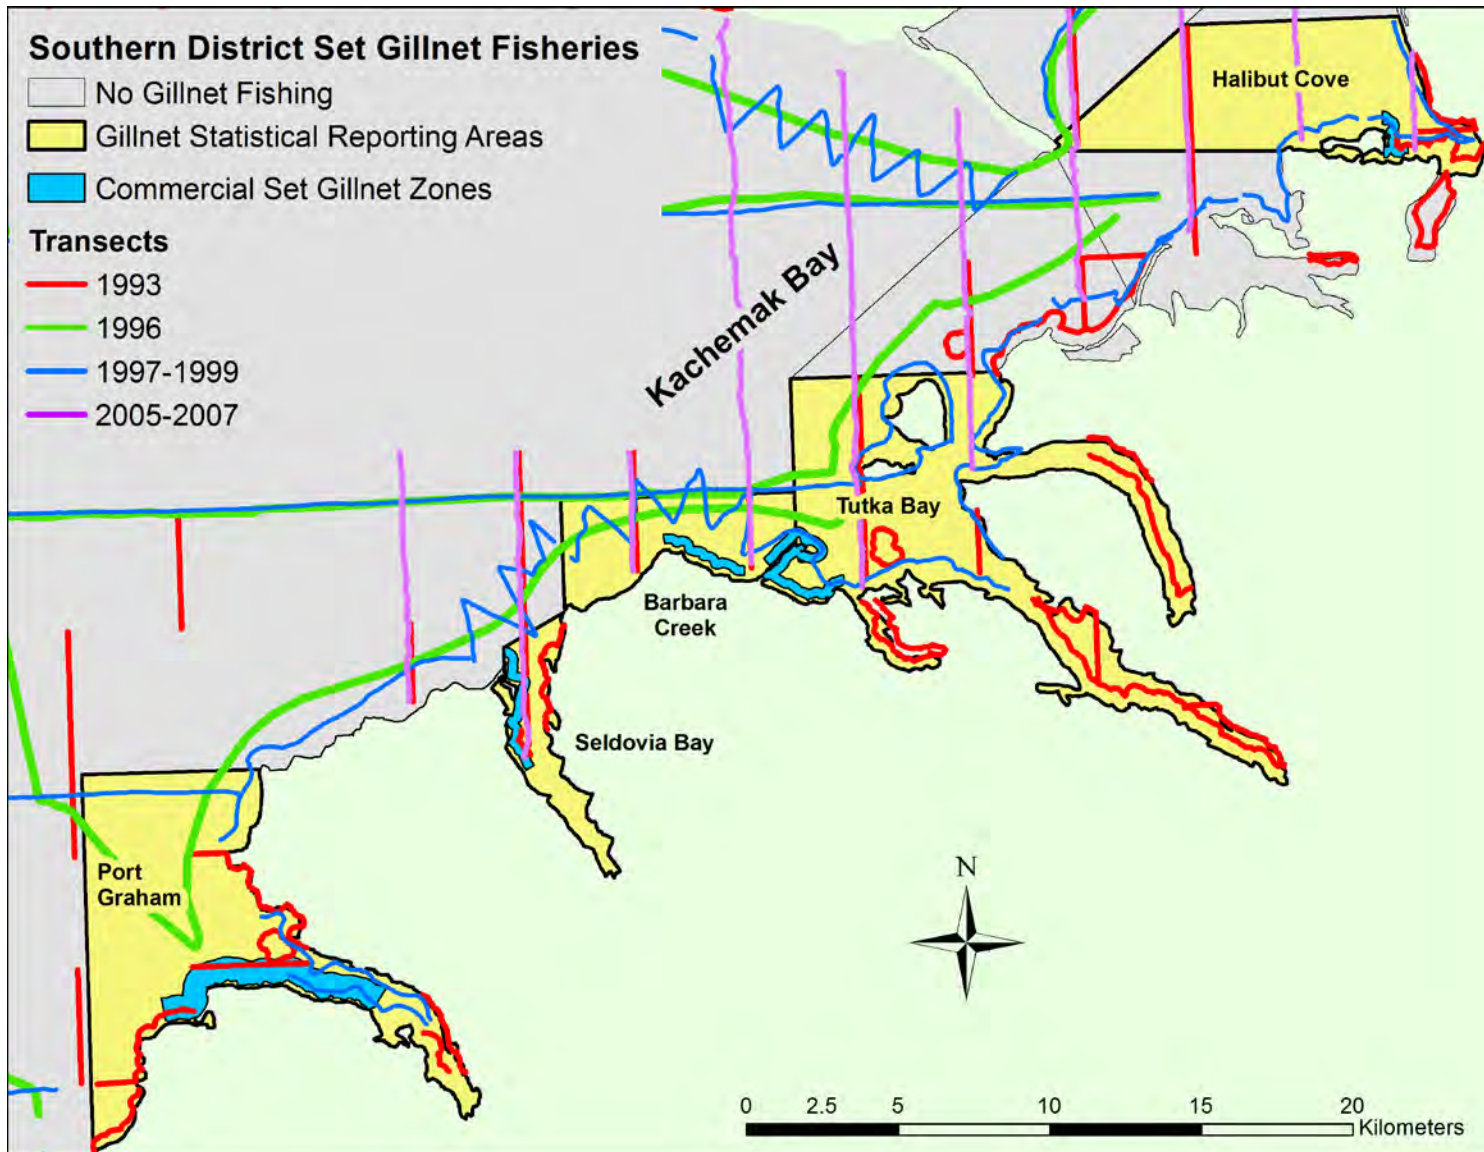 Southern District Set Gillnet Fisheries
No Gillnet Fishing
Gillnet Statistical Reporting Areas
Commercial Set Gillnet Zones
Transects
1993
1996
1997-1999
2005-2007
Halibut Cove
Kachemak Bay
Tutka Bay
Barbara
Creek
Seldovia Bay
Port
Graham
N
0 2.5 5 10 15 20
Kilometers